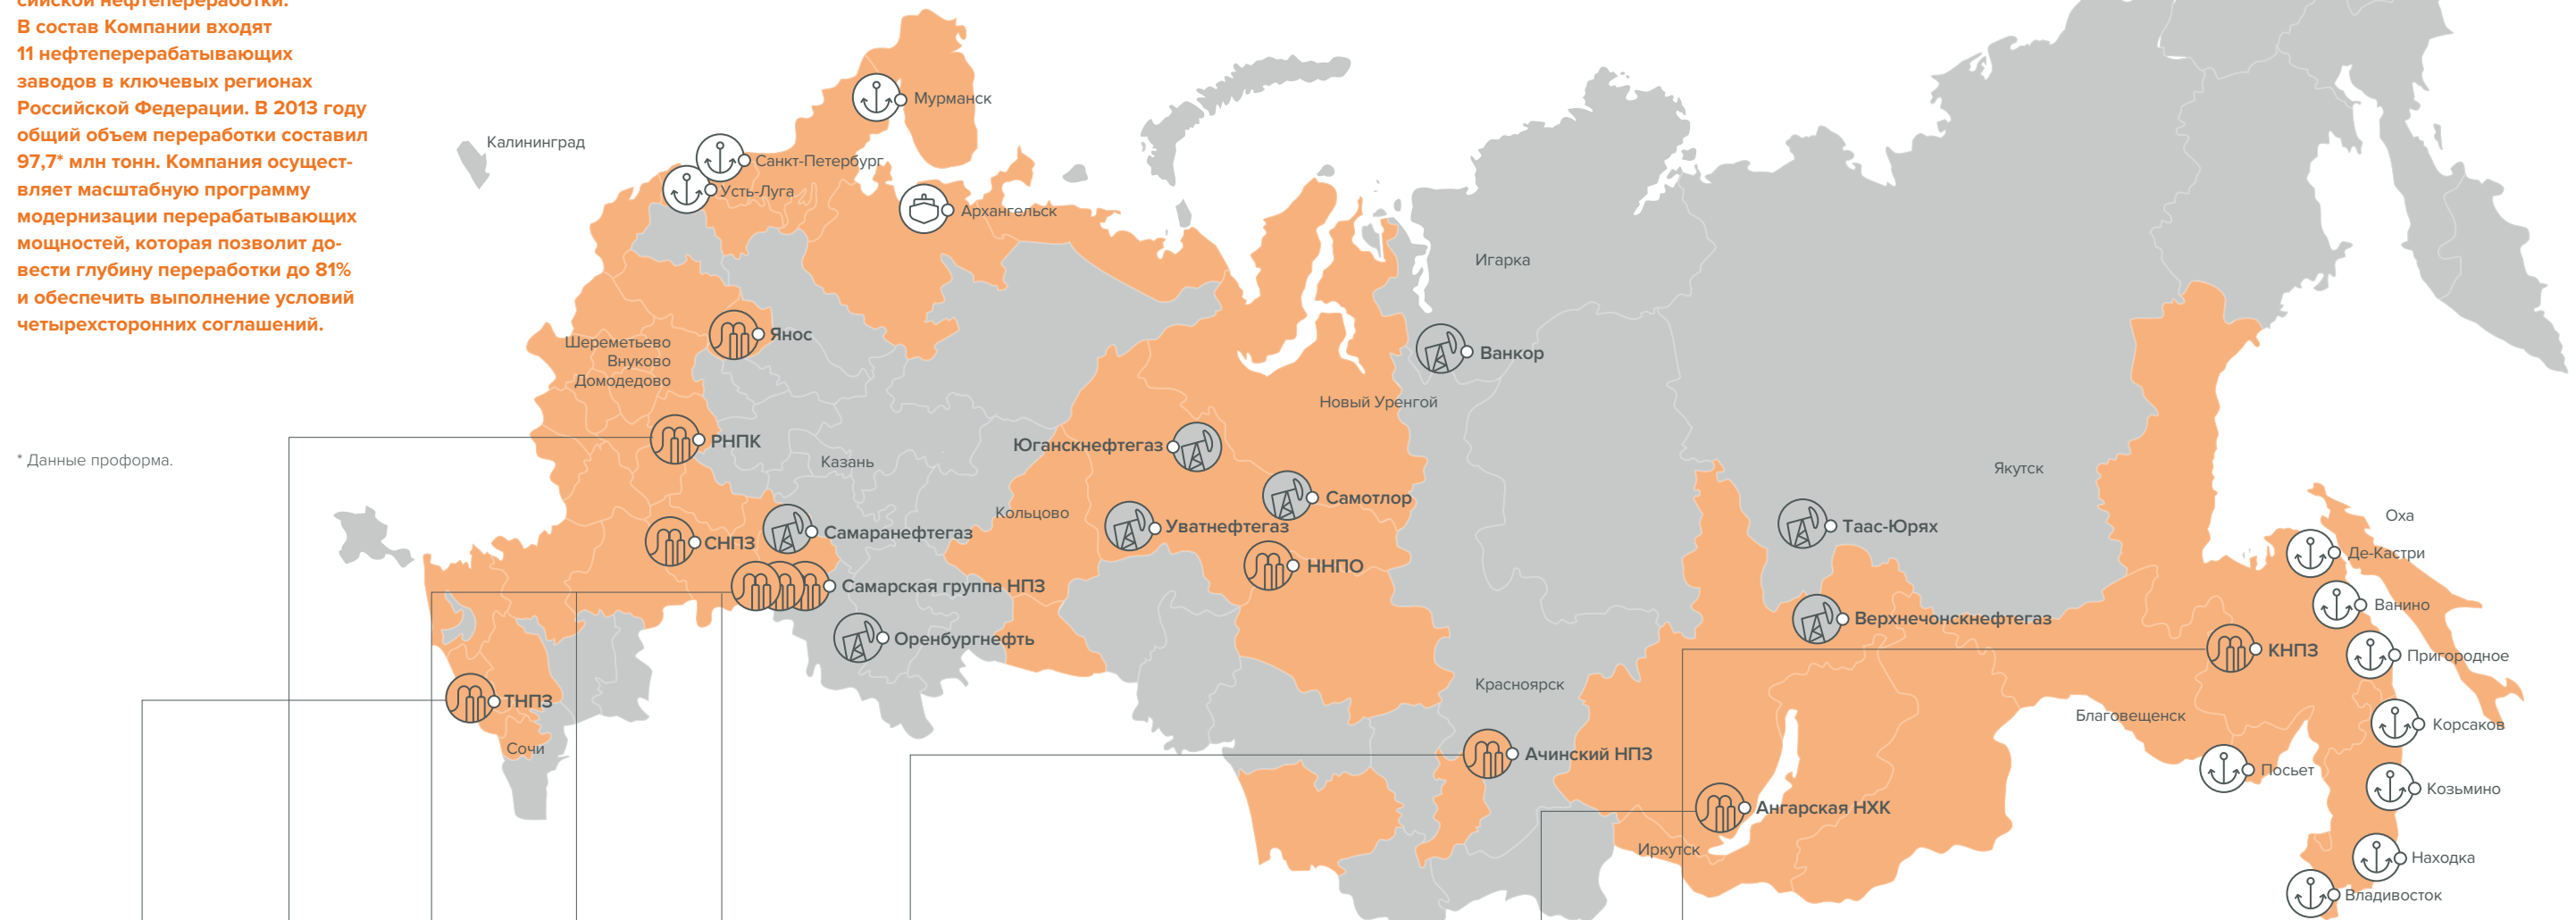 сийской нефтепереработки.
В состав Компании входят
11 нефтеперерабатывающих
заводов в ключевых регионах
Российской Федерации. В 2013 году
общий объем переработки составил
97,7* млн тонн. Компания осущест-
вляет масштабную программу
модернизации перерабатывающих
мощностей, которая позволит до-
вести глубину переработки до 81%
и обеспечить выполнение условий
четырехсторонних соглашений.
* Данные проформа.
Мурманск
Калининград
Санкт-Петербург
Усть-Луга
Архангельск
Игарка
Янос
Шереметьево
Внуково
Домодедово
Ванкор
Новый Уренгой
РНПК
Юганскнефтегаз
Казань
Якутск
Самотлор
Кольцово
Оха
Уватнефтегаз
Таас-Юрях
Самаранефтегаз
СНПЗ
Де-Кастри
ННПО
Самарская группа НПЗ
Ванино
Верхнечонскнефтегаз
Оренбургнефть
КНПЗ
Пригородное
Красноярск
ТНПЗ
Благовещенск
Корсаков
Сочи
Ачинский НПЗ
Посьет
Козьмино
Ангарская НХК
Иркутск
Находка
Владивосток